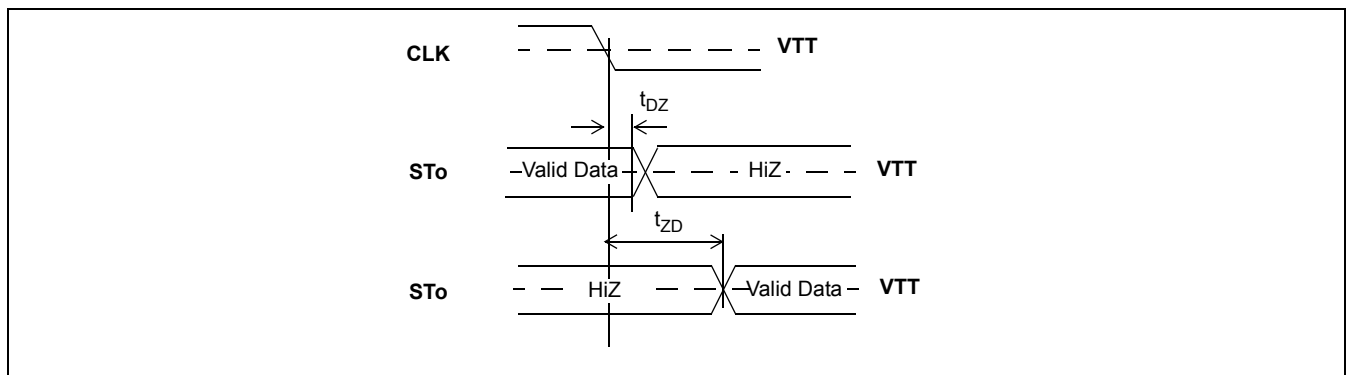 CLK VTT
tDZ
STo Valid Data HiZ VTT
tZD
STo HiZ Valid Data VTT